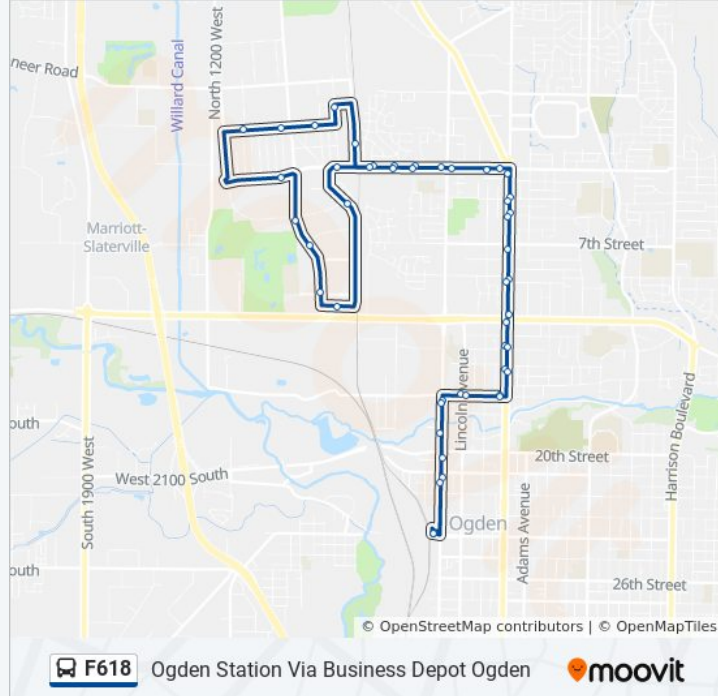 neer Road
Willard Canal
North 1200 West
Marriott-
Slaterville
7th Street
Lincoln Avenue
Harrison Boulevard
outh
South 1900 West
West 2100 South
20th Street
Ogden
Adams Avenue
outh
26th Street
© OpenStreetMap contributors | © OpenMapTiles
F618
Ogden Station Via Business Depot Ogden
moovit